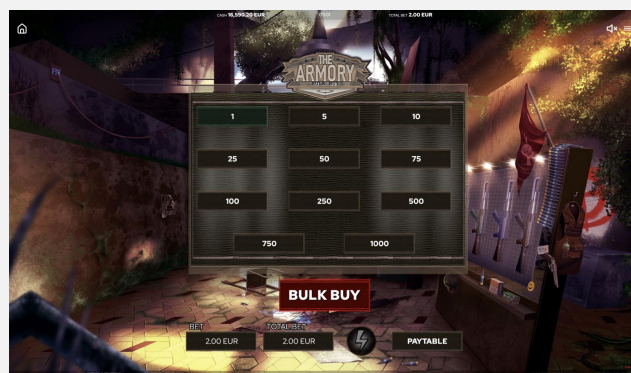 CASH 16,590.20 EUR
TOTAL BET 2.00 EUR
THE
ARMORY
1 5 10
25 50 75
100 250 500
750 1000
BULK BUY
BET TOTAL BET
2.00 EUR 2.00 EUR PAYTABLE